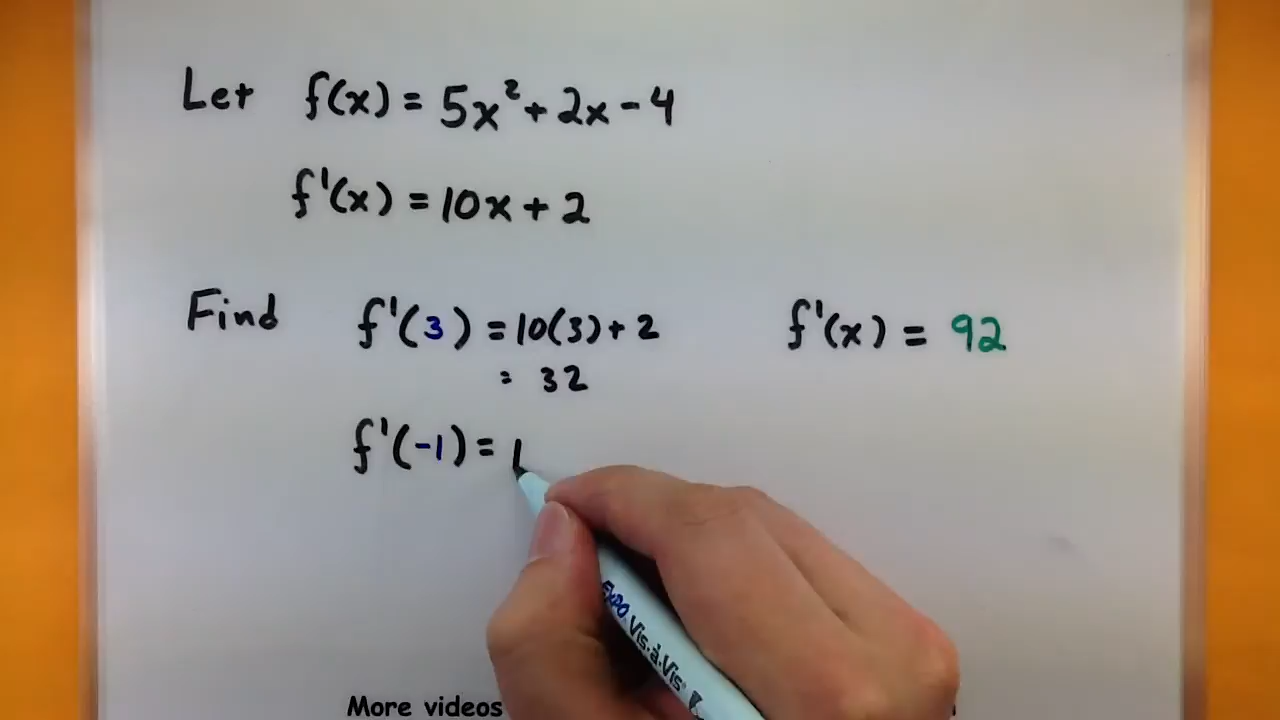 Let f(x) = 5x² + 2x - 4
f'(x) = 10x + 2
Find f'(3) = 10(3) + 2
= 32
f'(-1) = 1
f'(x) = 92
EXPO Vis·à·Vis®
More videos